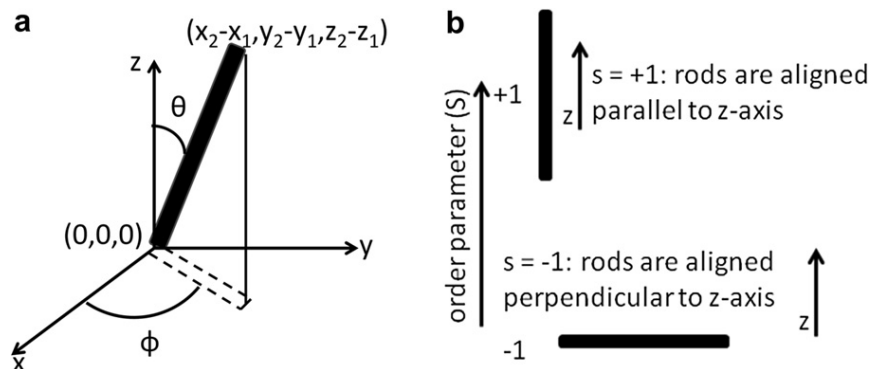 a
(x2-x1,y2-y1,z2-z1)
z
θ
(0,0,0)
y
ϕ
x
b
order parameter (S)
+1
z
s = +1: rods are aligned
parallel to z-axis
s = -1: rods are aligned
perpendicular to z-axis
z
-1